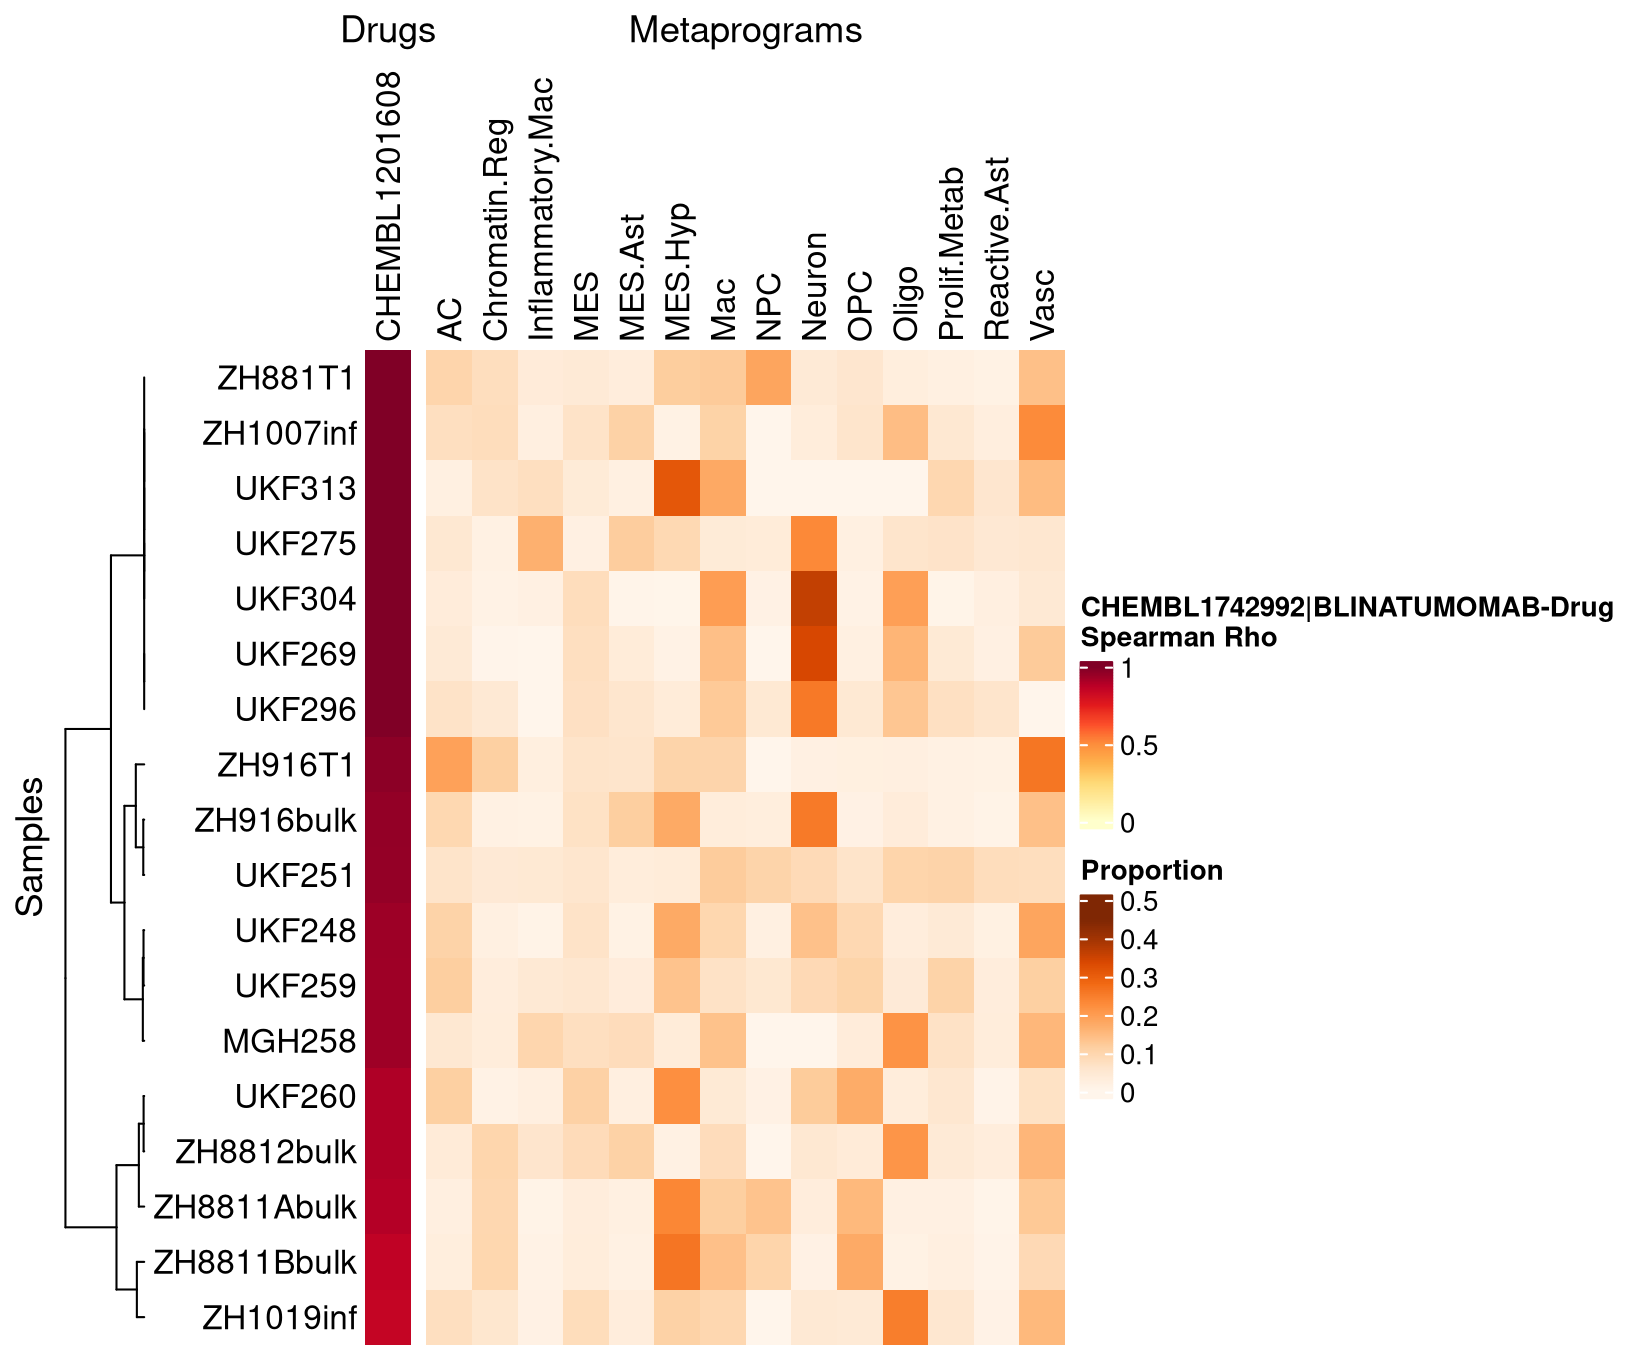 Drugs
Metaprograms
CHEMBL1201608
AC
Chromatin.Reg
Inflammatory.Mac
MES
MES.Ast
MES.Hyp
Mac
NPC
Neuron
OPC
Oligo
Prolif.Metab
Reactive.Ast
Vasc
Samples
ZH881T1
ZH1007inf
UKF313
UKF275
UKF304
UKF269
UKF296
ZH916T1
ZH916bulk
UKF251
UKF248
UKF259
MGH258
UKF260
ZH8812bulk
ZH8811Abulk
ZH8811Bbulk
ZH1019inf
CHEMBL1742992|BLINATUMOMAB-Drug
Spearman Rho
1
0.5
0
Proportion
0.5
0.4
0.3
0.2
0.1
0